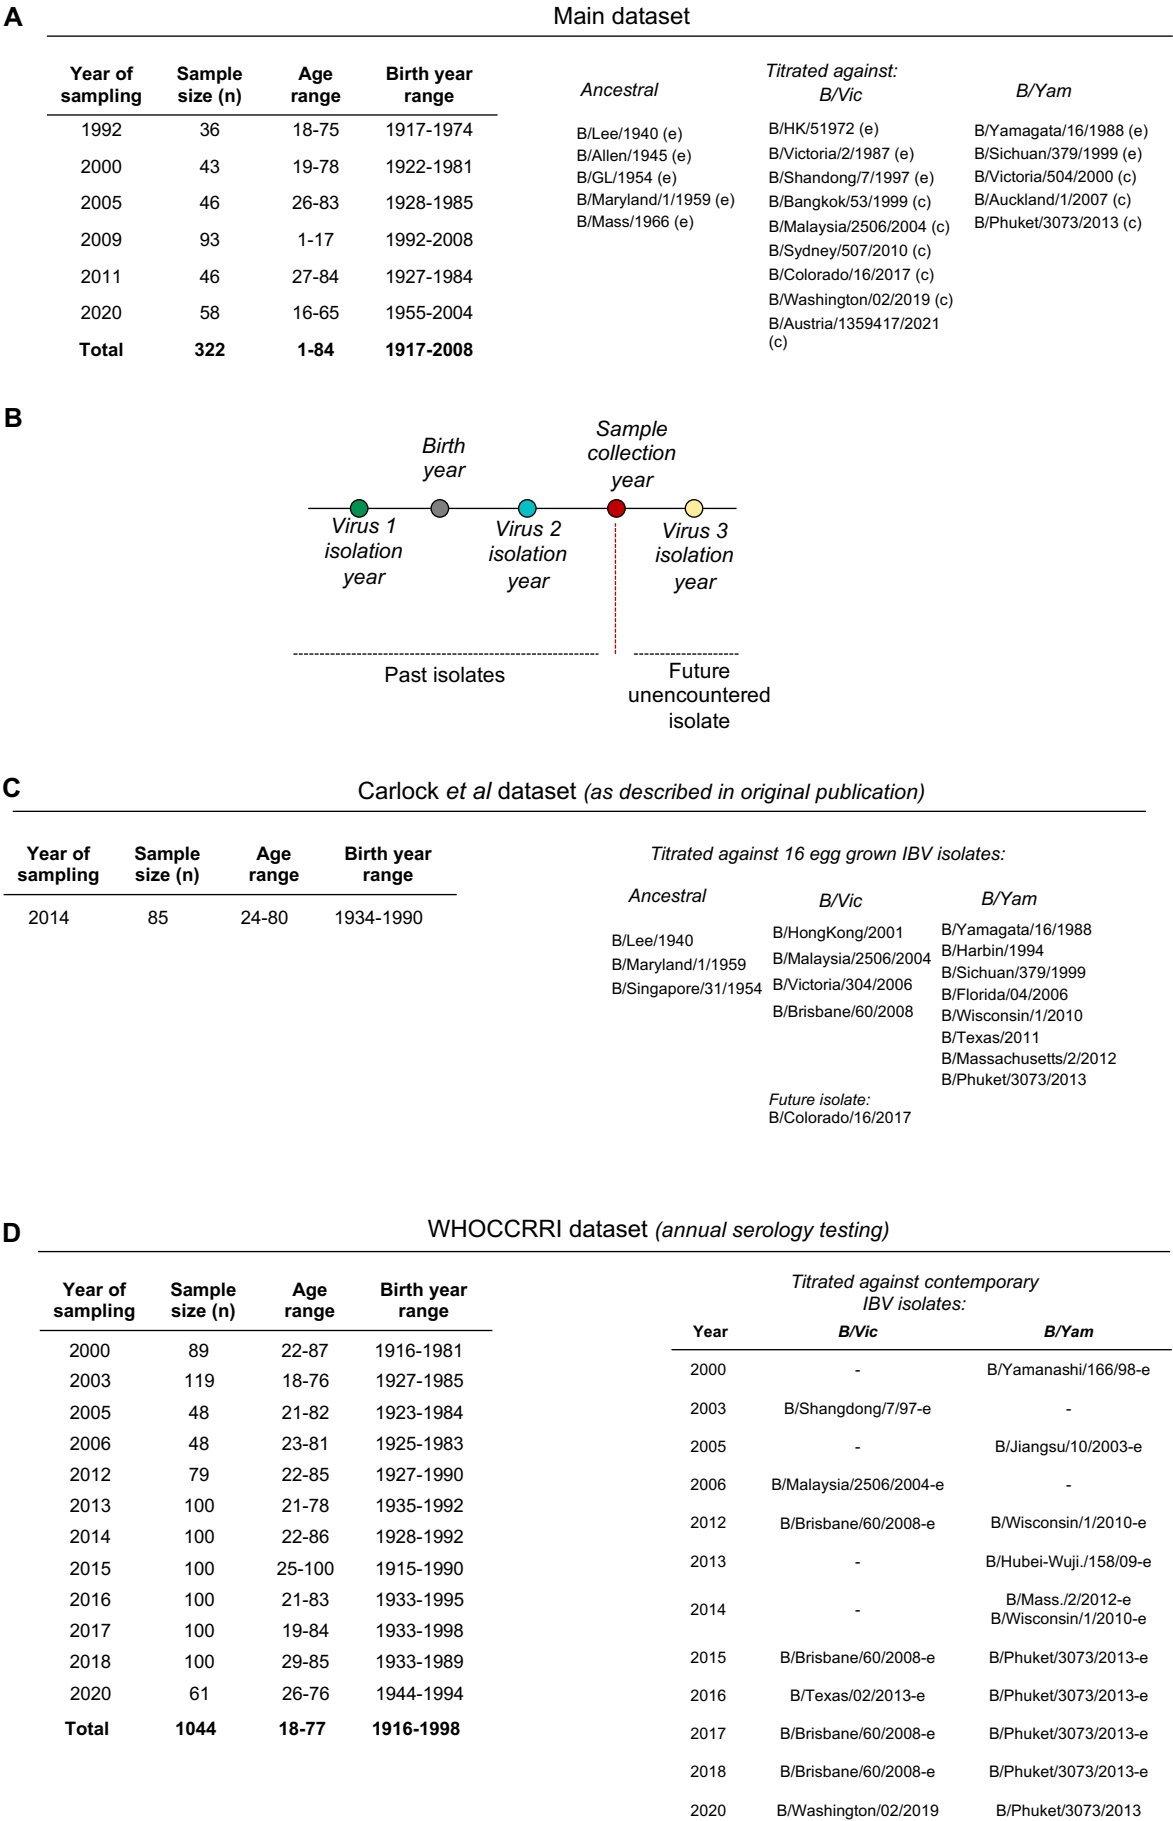 A
Main dataset
Year of sampling | Sample size (n) | Age range | Birth year range
1992 | 36 | 18-75 | 1917-1974
2000 | 43 | 19-78 | 1922-1981
2005 | 46 | 26-83 | 1928-1985
2009 | 93 | 1-17 | 1992-2008
2011 | 46 | 27-84 | 1927-1984
2020 | 58 | 16-65 | 1955-2004
Total | 322 | 1-84 | 1917-2008
Titrated against:
Ancestral
B/Lee/1940 (e)
B/Allen/1945 (e)
B/GL/1954 (e)
B/Maryland/1/1959 (e)
B/Mass/1966 (e)
B/Vic
B/HK/51972 (e)
B/Victoria/2/1987 (e)
B/Shandong/7/1997 (e)
B/Bangkok/53/1999 (c)
B/Malaysia/2506/2004 (c)
B/Sydney/507/2010 (c)
B/Colorado/16/2017 (c)
B/Washington/02/2019 (c)
B/Austria/1359417/2021
(c)
B/Yam
B/Yamagata/16/1988 (e)
B/Sichuan/379/1999 (e)
B/Victoria/504/2000 (c)
B/Auckland/1/2007 (c)
B/Phuket/3073/2013 (c)
B
Virus 1
isolation
year
Birth
year
Virus 2
isolation
year
Sample
collection
year
Virus 3
isolation
year
Past isolates
Future
unencountered
isolate
C
Carlock et al dataset (as described in original publication)
Year of sampling | Sample size (n) | Age range | Birth year range
2014 | 85 | 24-80 | 1934-1990
Titrated against 16 egg grown IBV isolates:
Ancestral
B/Lee/1940
B/Maryland/1/1959
B/Singapore/31/1954
B/Vic
B/HongKong/2001
B/Malaysia/2506/2004
B/Victoria/304/2006
B/Brisbane/60/2008
Future isolate:
B/Colorado/16/2017
B/Yam
B/Yamagata/16/1988
B/Harbin/1994
B/Sichuan/379/1999
B/Florida/04/2006
B/Wisconsin/1/2010
B/Texas/2011
B/Massachusetts/2/2012
B/Phuket/3073/2013
D
WHOCCRRI dataset (annual serology testing)
Year of sampling | Sample size (n) | Age range | Birth year range
2000 | 89 | 22-87 | 1916-1981
2003 | 119 | 18-76 | 1927-1985
2005 | 48 | 21-82 | 1923-1984
2006 | 48 | 23-81 | 1925-1983
2012 | 79 | 22-85 | 1927-1990
2013 | 100 | 21-78 | 1935-1992
2014 | 100 | 22-86 | 1928-1992
2015 | 100 | 25-100 | 1915-1990
2016 | 100 | 21-83 | 1933-1995
2017 | 100 | 19-84 | 1933-1998
2018 | 100 | 29-85 | 1933-1989
2020 | 61 | 26-76 | 1944-1994
Total | 1044 | 18-77 | 1916-1998
Titrated against contemporary
IBV isolates:
Year | B/Vic | B/Yam
2000 | - | B/Yamanashi/166/98-e
2003 | B/Shangdong/7/97-e | -
2005 | - | B/Jiangsu/10/2003-e
2006 | B/Malaysia/2506/2004-e | -
2012 | B/Brisbane/60/2008-e | B/Wisconsin/1/2010-e
2013 | - | B/Hubei-Wuji./158/09-e
2014 | - | B/Mass./2/2012-e
B/Wisconsin/1/2010-e
2015 | B/Brisbane/60/2008-e | B/Phuket/3073/2013-e
2016 | B/Texas/02/2013-e | B/Phuket/3073/2013-e
2017 | B/Brisbane/60/2008-e | B/Phuket/3073/2013-e
2018 | B/Brisbane/60/2008-e | B/Phuket/3073/2013-e
2020 | B/Washington/02/2019 | B/Phuket/3073/2013